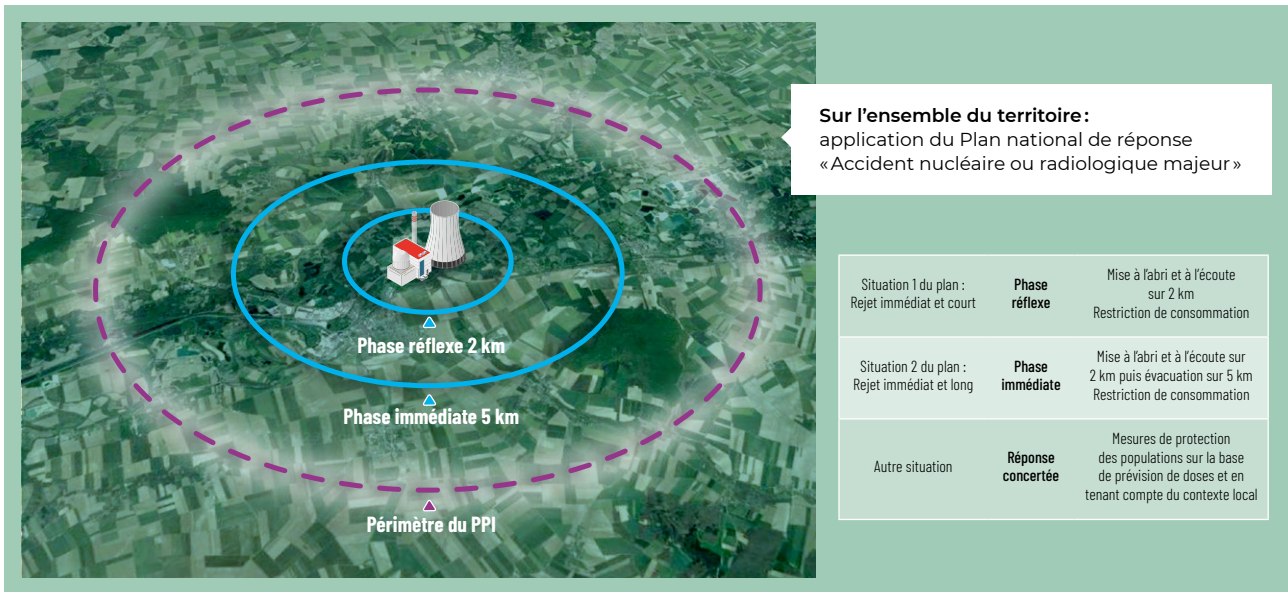 Sur l'ensemble du territoire :
application du Plan national de réponse
«Accident nucléaire ou radiologique majeur»
Phase réflexe 2 km
Phase immédiate 5 km
Périmètre du PPI
Situation 1 du plan :
Rejet immédiat et court
Phase
réflexe
Mise à l'abri et à l'écoute
sur 2 km
Restriction de consommation
Situation 2 du plan :
Rejet immédiat et long
Phase
immédiate
Mise à l'abri et à l'écoute sur
2 km puis évacuation sur 5 km
Restriction de consommation
Autre situation
Réponse
concertée
Mesures de protection
des populations sur la base
de prévision de doses et en
tenant compte du contexte local